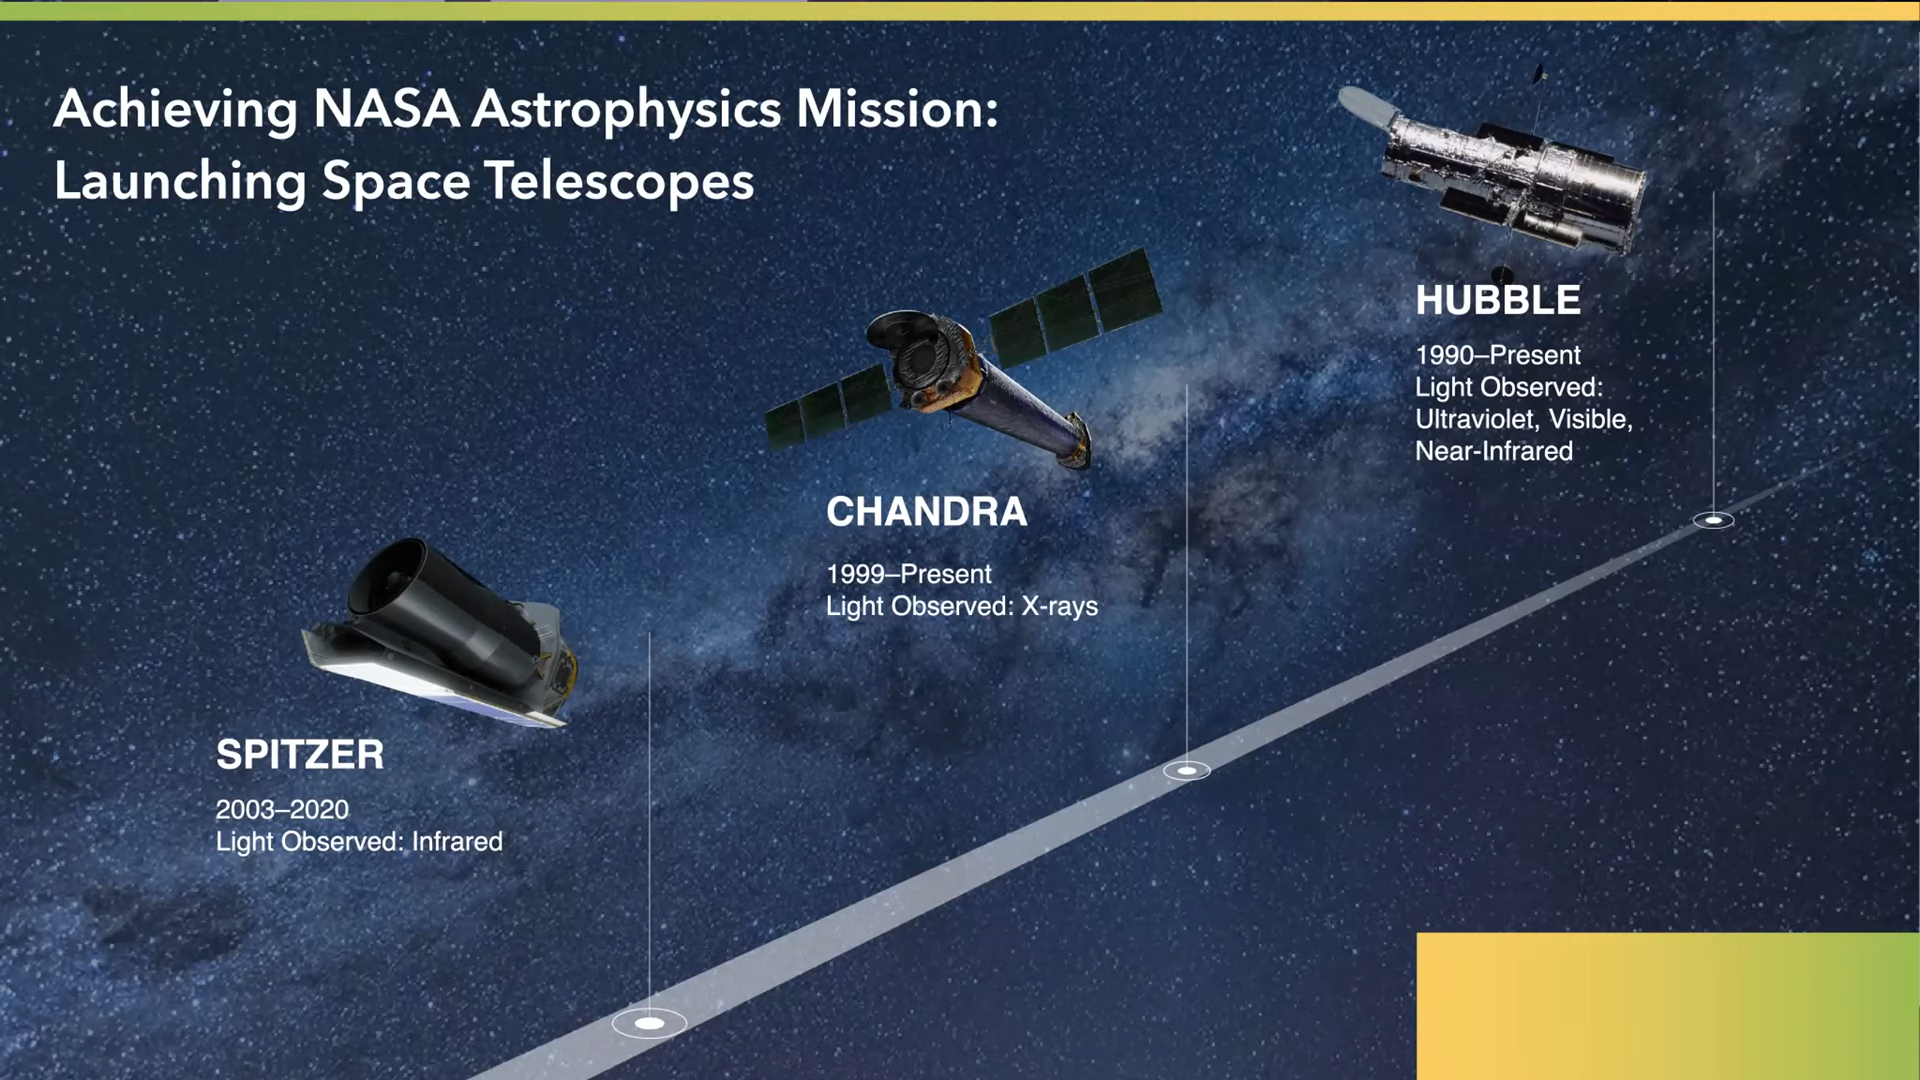 Achieving NASA Astrophysics Mission:
Launching Space Telescopes
HUBBLE
1990–Present
Light Observed:
Ultraviolet, Visible,
Near-Infrared
CHANDRA
1999–Present
Light Observed: X-rays
SPITZER
2003–2020
Light Observed: Infrared